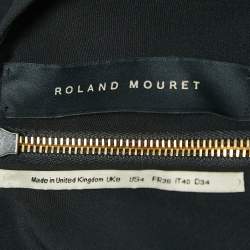 ROLAND MOURET
Made in United Kingdom UK8 US4 FR36 IT40 D34